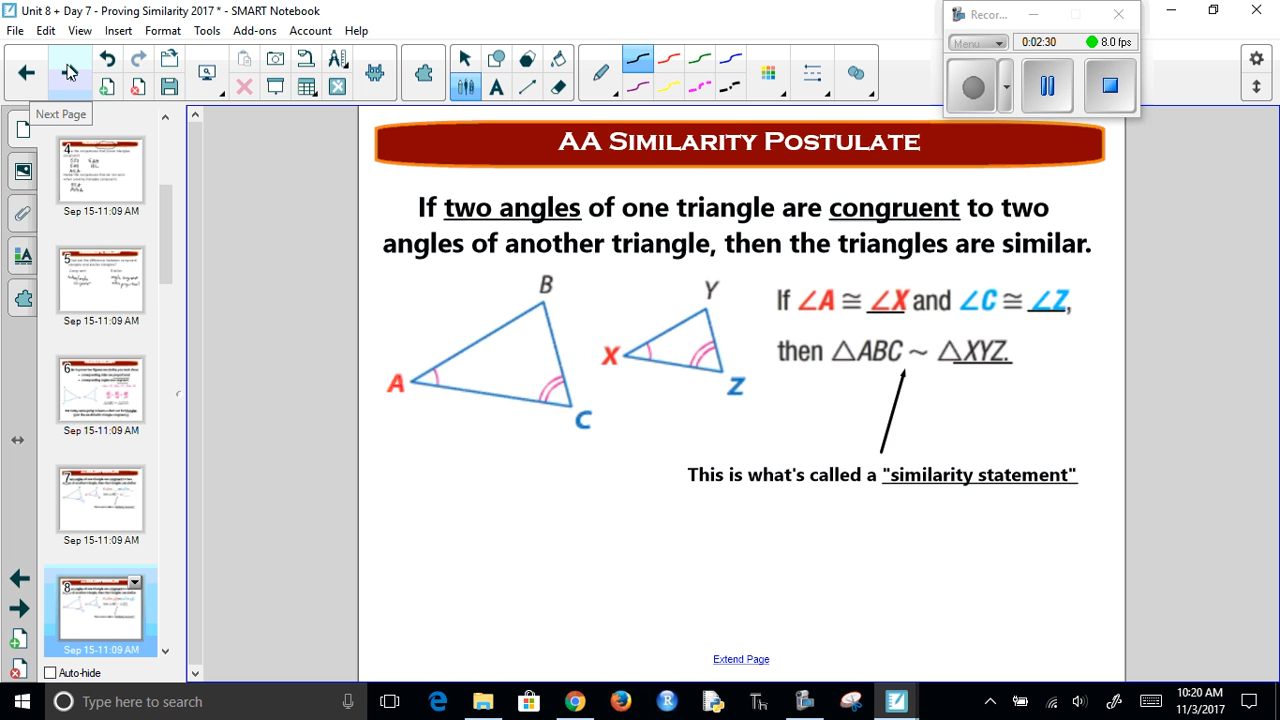 Unit 8 + Day 7 - Proving Similarity 2017 * - SMART Notebook
File Edit View Insert Format Tools Add-ons Account Help
Recor...
Menu 0:02:30 8.0 fps
Next Page
4
Sep 15-11:09 AM
5
Sep 15-11:09 AM
6
Sep 15-11:09 AM
7
Sep 15-11:09 AM
8
Sep 15-11:09 AM
Auto-hide
AA Similarity Postulate
If two angles of one triangle are congruent to two
angles of another triangle, then the triangles are similar.
B
Y
A
X
C
Z
If ∠A ≅ ∠X and ∠C ≅ ∠Z,
then △ABC ~ △XYZ.
This is what's called a "similarity statement"
Extend Page
Type here to search
10:20 AM
11/3/2017